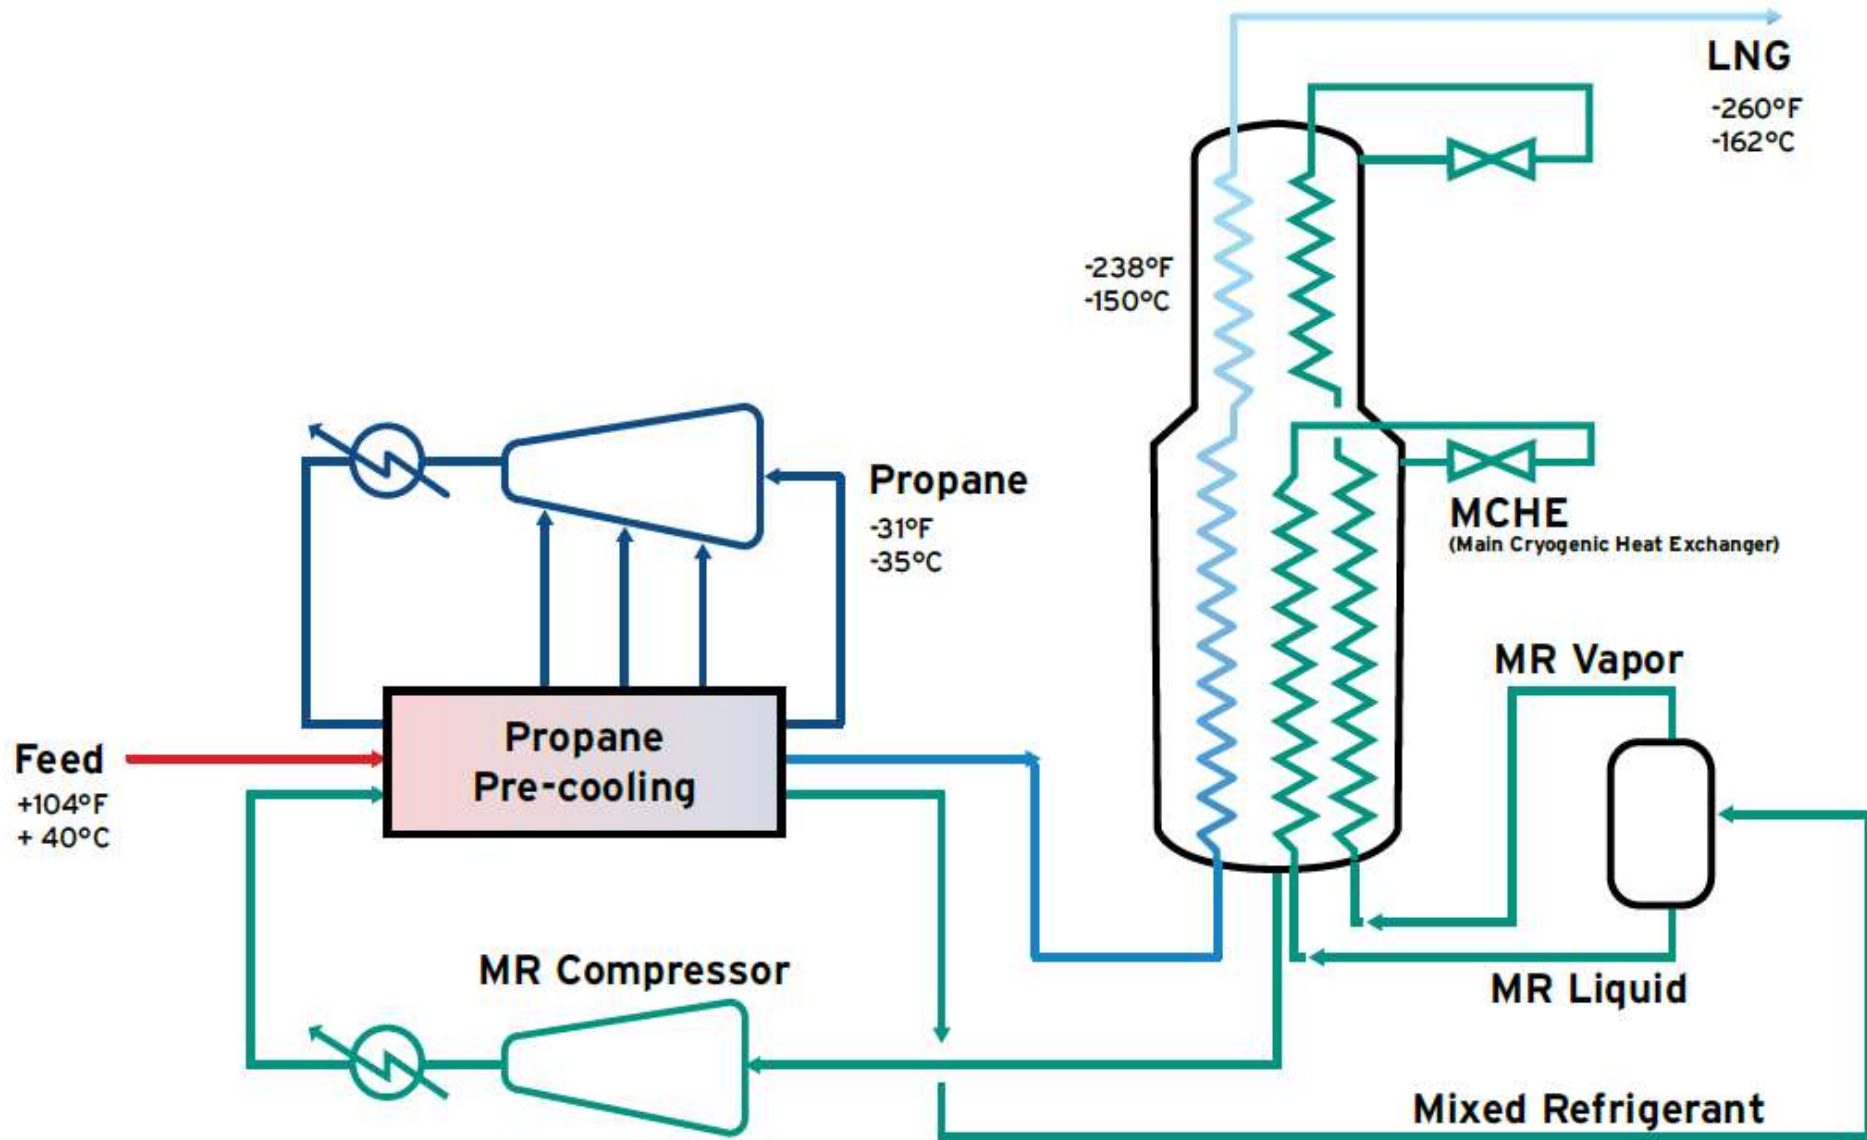 LNG
-260°F
-162°C
-238°F
-150°C
Propane
-31°F
-35°C
MCHE
(Main Cryogenic Heat Exchanger)
MR Vapor
Propane
Pre-cooling
Feed
+104°F
+ 40°C
MR Compressor
MR Liquid
Mixed Refrigerant